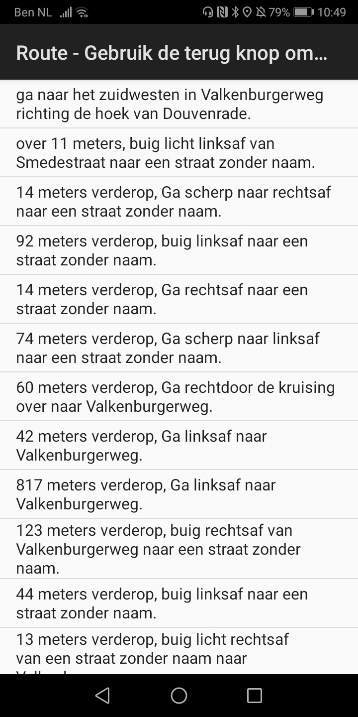 Ben NL 79% 10:49
Route - Gebruik de terug knop om...
ga naar het zuidwesten in Valkenburgerweg
richting de hoek van Douvenrade.
over 11 meters, buig licht linksaf van
Smedestraat naar een straat zonder naam.
14 meters verderop, Ga scherp naar rechtsaf
naar een straat zonder naam.
92 meters verderop, buig linksaf naar een
straat zonder naam.
14 meters verderop, Ga rechtsaf naar een
straat zonder naam.
74 meters verderop, Ga scherp naar linksaf
naar een straat zonder naam.
60 meters verderop, Ga rechtdoor de kruising
over naar Valkenburgerweg.
42 meters verderop, Ga linksaf naar
Valkenburgerweg.
817 meters verderop, Ga linksaf naar
Valkenburgerweg.
123 meters verderop, buig rechtsaf van
Valkenburgerweg naar een straat zonder
naam.
44 meters verderop, buig linksaf naar een
straat zonder naam.
13 meters verderop, buig licht rechtsaf
van een straat zonder naam naar